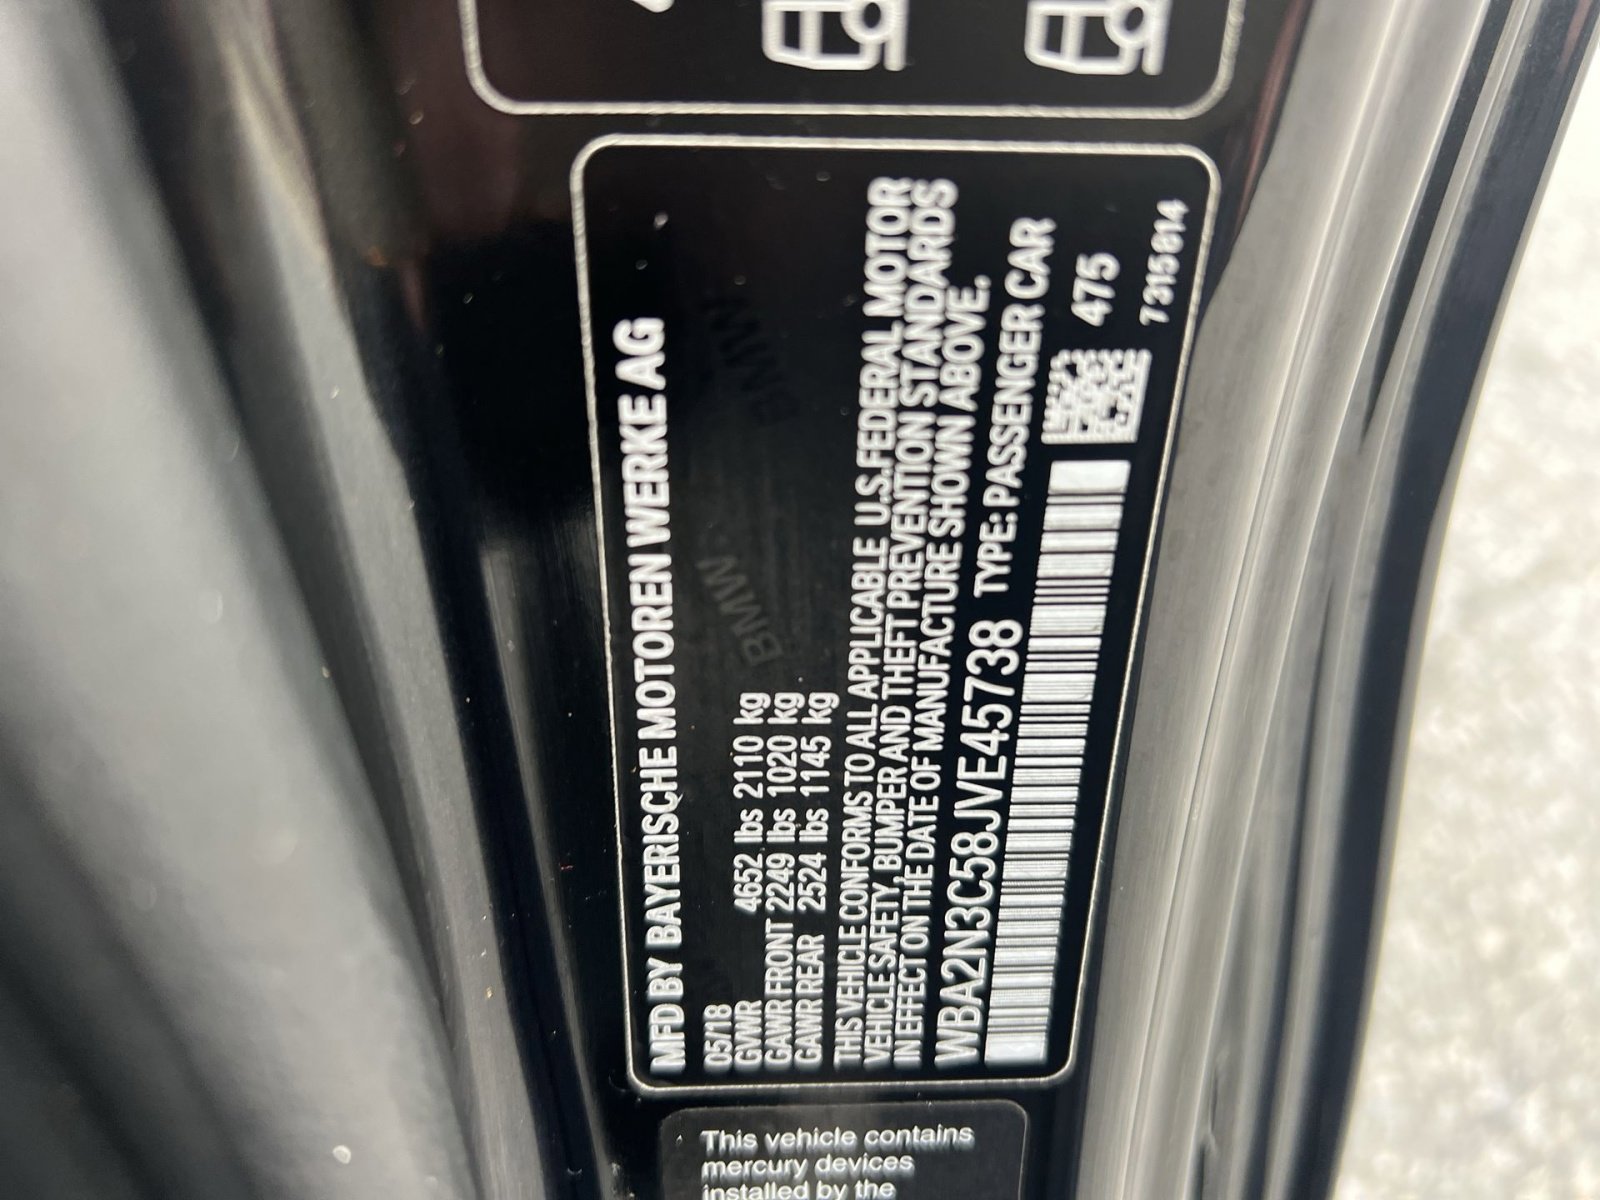 MFD BY BAYERISCHE MOTOREN WERKE AG
05/18
GVWR 4652 lbs 2110 kg
GAWR FRONT 2249 lbs 1020 kg
GAWR REAR 2524 lbs 1145 kg
THIS VEHICLE CONFORMS TO ALL APPLICABLE U.S.FEDERAL MOTOR
VEHICLE SAFETY, BUMPER AND THEFT PREVENTION STANDARDS
IN EFFECT ON THE DATE OF MANUFACTURE SHOWN ABOVE.
WBA2N3C58JVE45738 TYPE: PASSENGER CAR
475
7315814
BMW
BMW
This vehicle contains
mercury devices
installed by the